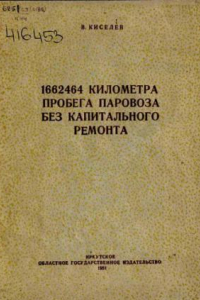 416453
В. КИСЕЛЕВ
1662464 КИЛОМЕТРА
ПРОБЕГА ПАРОВОЗА
БЕЗ КАПИТАЛЬНОГО
РЕМОНТА
ИРКУТСКОЕ
ОБЛАСТНОЕ ГОСУДАРСТВЕННОЕ ИЗДАТЕЛЬСТВО
1951